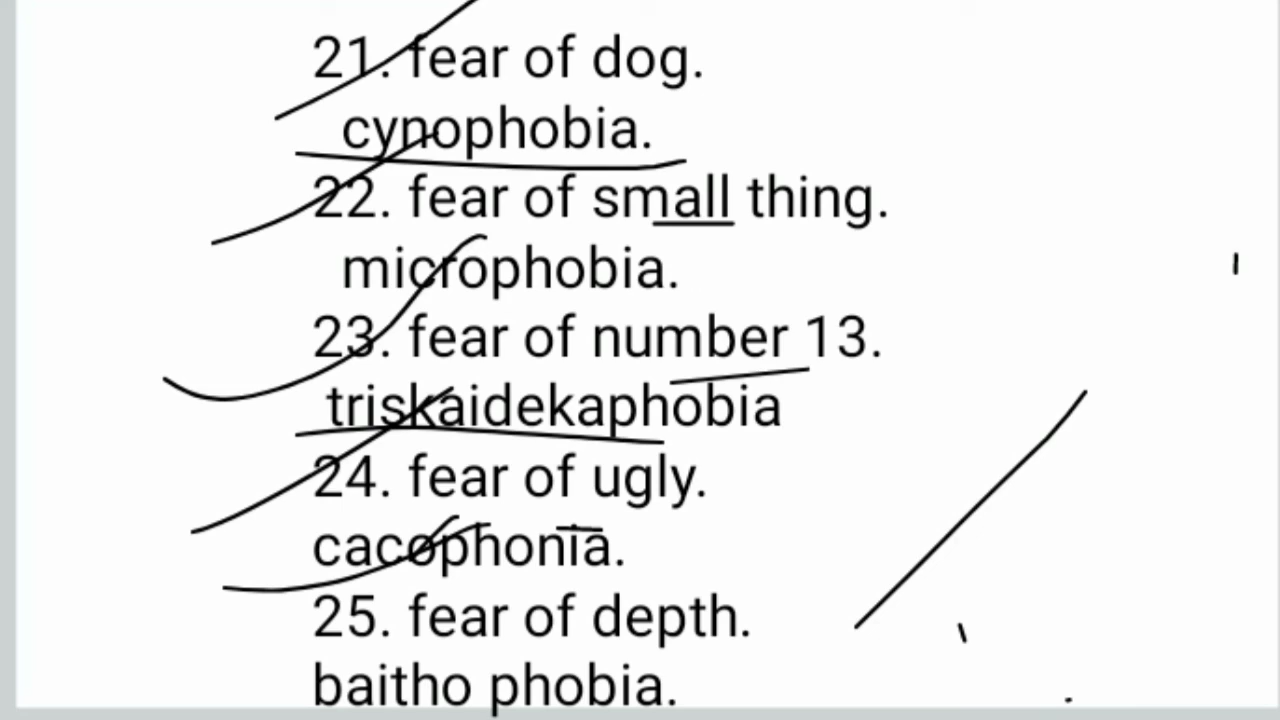 21. fear of dog.
cynophobia.
22. fear of small thing.
microphobia.
23. fear of number 13.
triskaidekaphobia
24. fear of ugly.
cacophonia.
25. fear of depth.
baitho phobia.